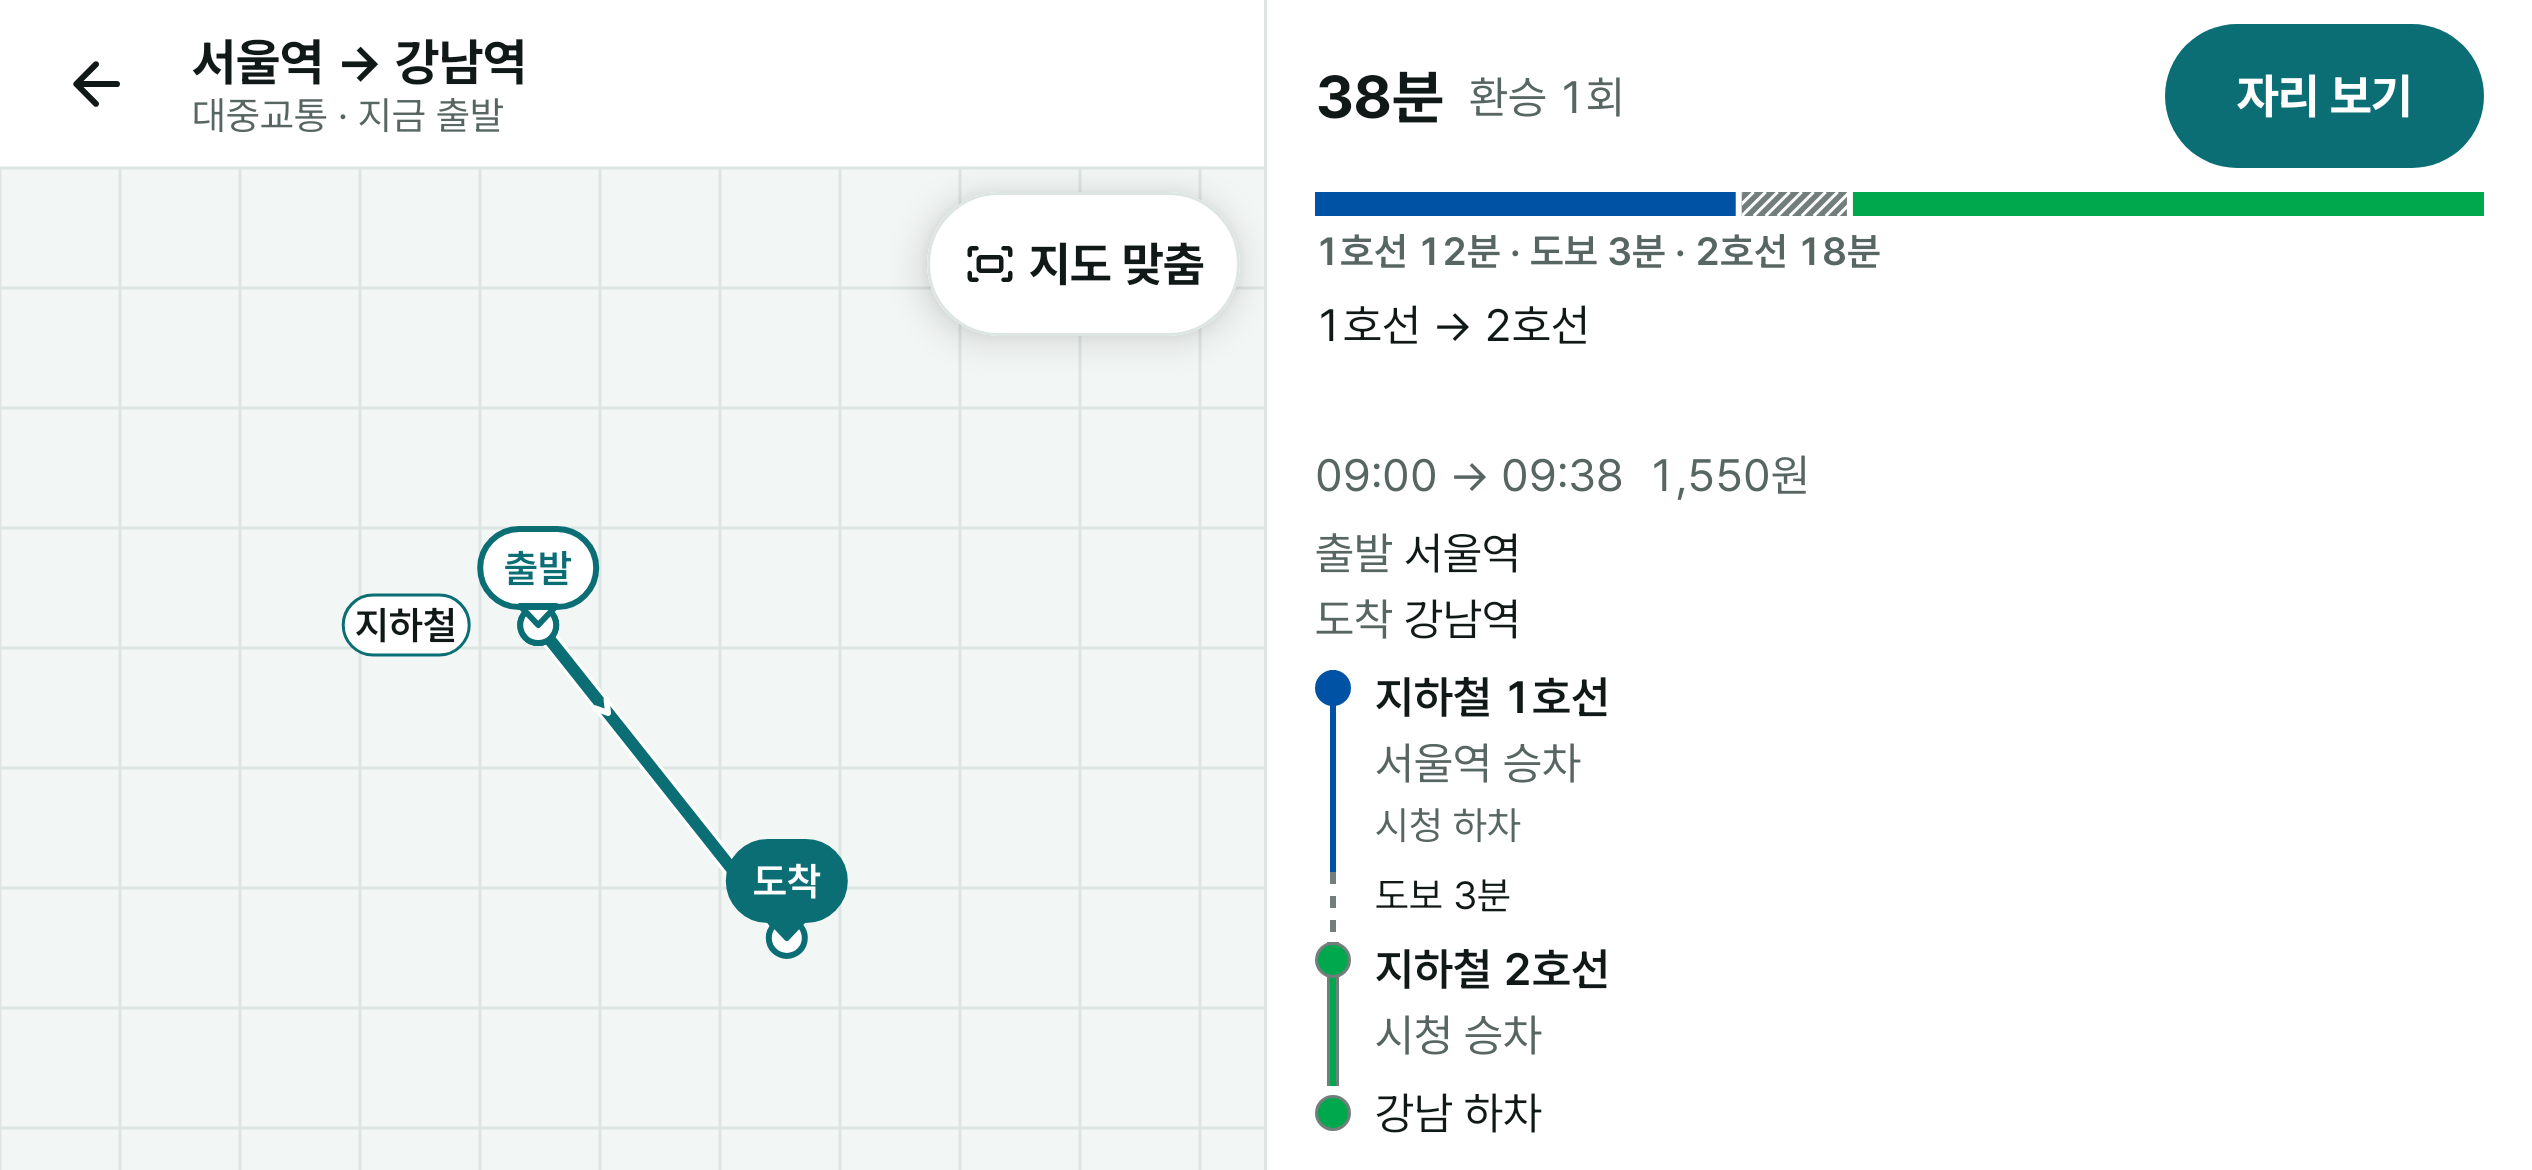 서울역 → 강남역
대중교통 · 지금 출발
지도 맞춤
출발
지하철
도착
38분 환승 1회
자리 보기
1호선 12분 · 도보 3분 · 2호선 18분
1호선 → 2호선
09:00 → 09:38 1,550원
출발 서울역
도착 강남역
지하철 1호선
서울역 승차
시청 하차
도보 3분
지하철 2호선
시청 승차
강남 하차